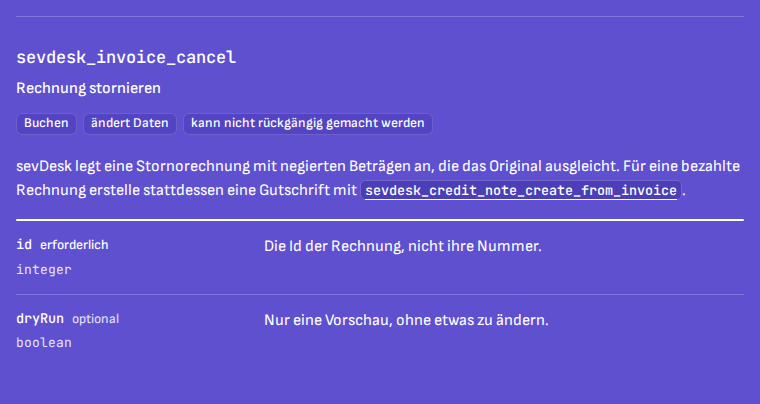 sevdesk_invoice_cancel
Rechnung stornieren
Buchen ändert Daten kann nicht rückgängig gemacht werden
sevDesk legt eine Stornorechnung mit negierten Beträgen an, die das Original ausgleicht. Für eine bezahlte
Rechnung erstelle stattdessen eine Gutschrift mit sevdesk_credit_note_create_from_invoice.
id erforderlich Die Id der Rechnung, nicht ihre Nummer.
integer
dryRun optional Nur eine Vorschau, ohne etwas zu ändern.
boolean